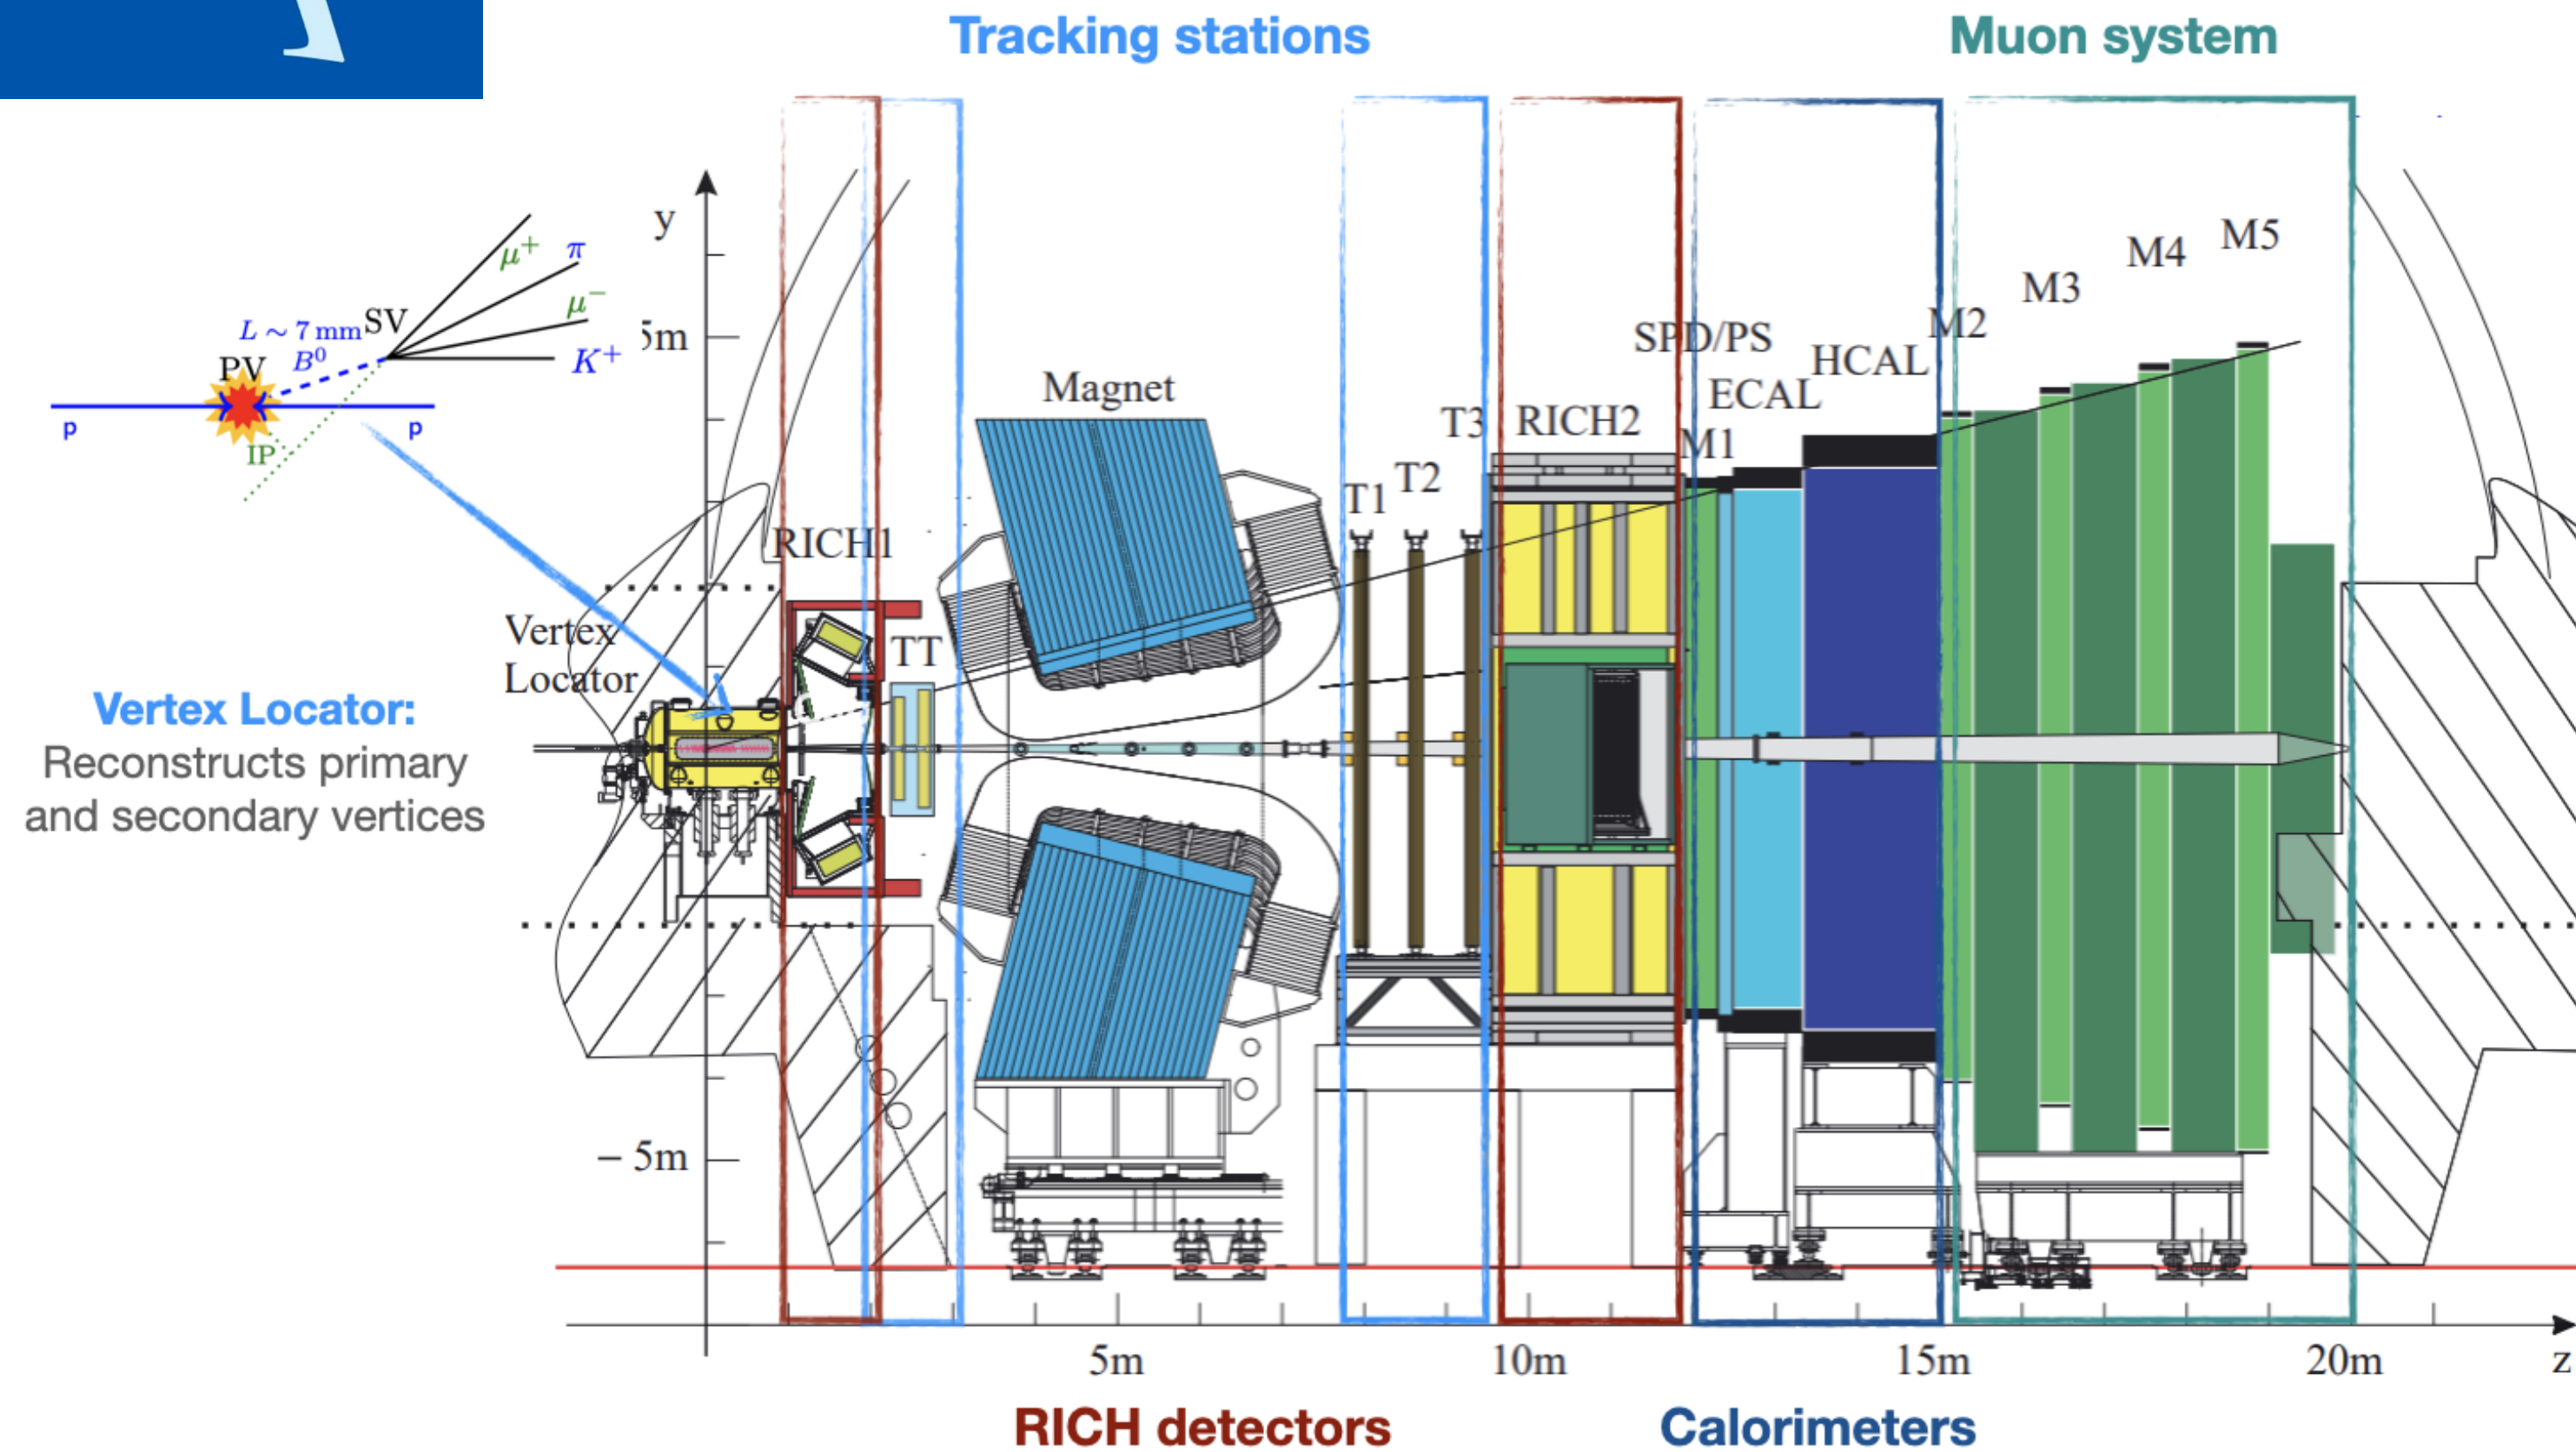 Tracking stations
Muon system
y
μ⁺
π
μ⁻
K⁺
L ~ 7 mm
SV
PV
B⁰
p
p
IP
5m
M5
M4
M3
M2
SPD/PS
HCAL
ECAL
Magnet
T3
RICH2
M1
T2
T1
RICH1
TT
Vertex
Locator
Vertex Locator:
Reconstructs primary
and secondary vertices
– 5m
5m
10m
15m
20m
z
RICH detectors
Calorimeters